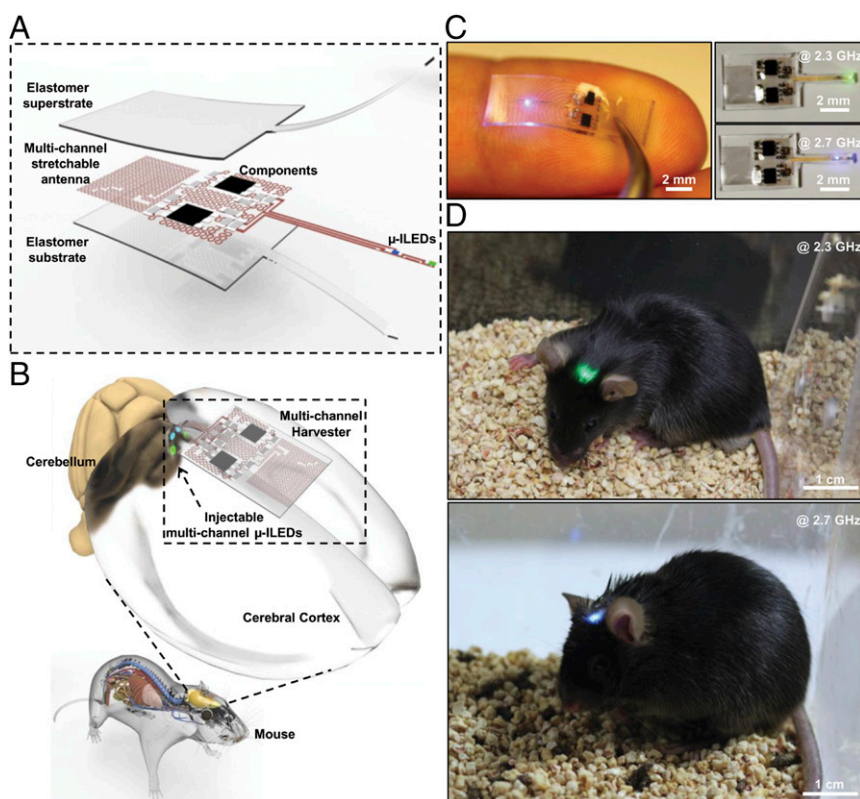 A
Elastomer
superstrate
Multi-channel
stretchable
antenna
Components
Elastomer
substrate
μ-ILEDs
B
Multi-channel
Harvester
Cerebellum
Injectable
multi-channel μ-ILEDs
Cerebral Cortex
Mouse
C
2 mm
@ 2.3 GHz
2 mm
@ 2.7 GHz
2 mm
D
@ 2.3 GHz
1 cm
@ 2.7 GHz
1 cm